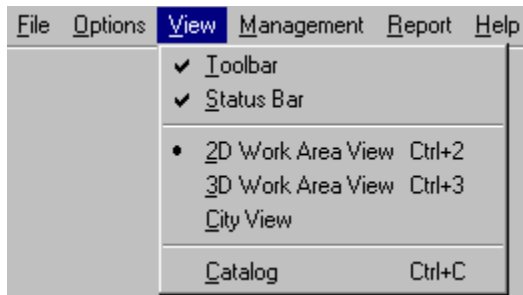 File Options View Management Report Help
✔ Toolbar
✔ Status Bar
• 2D Work Area View Ctrl+2
3D Work Area View Ctrl+3
City View
Catalog Ctrl+C